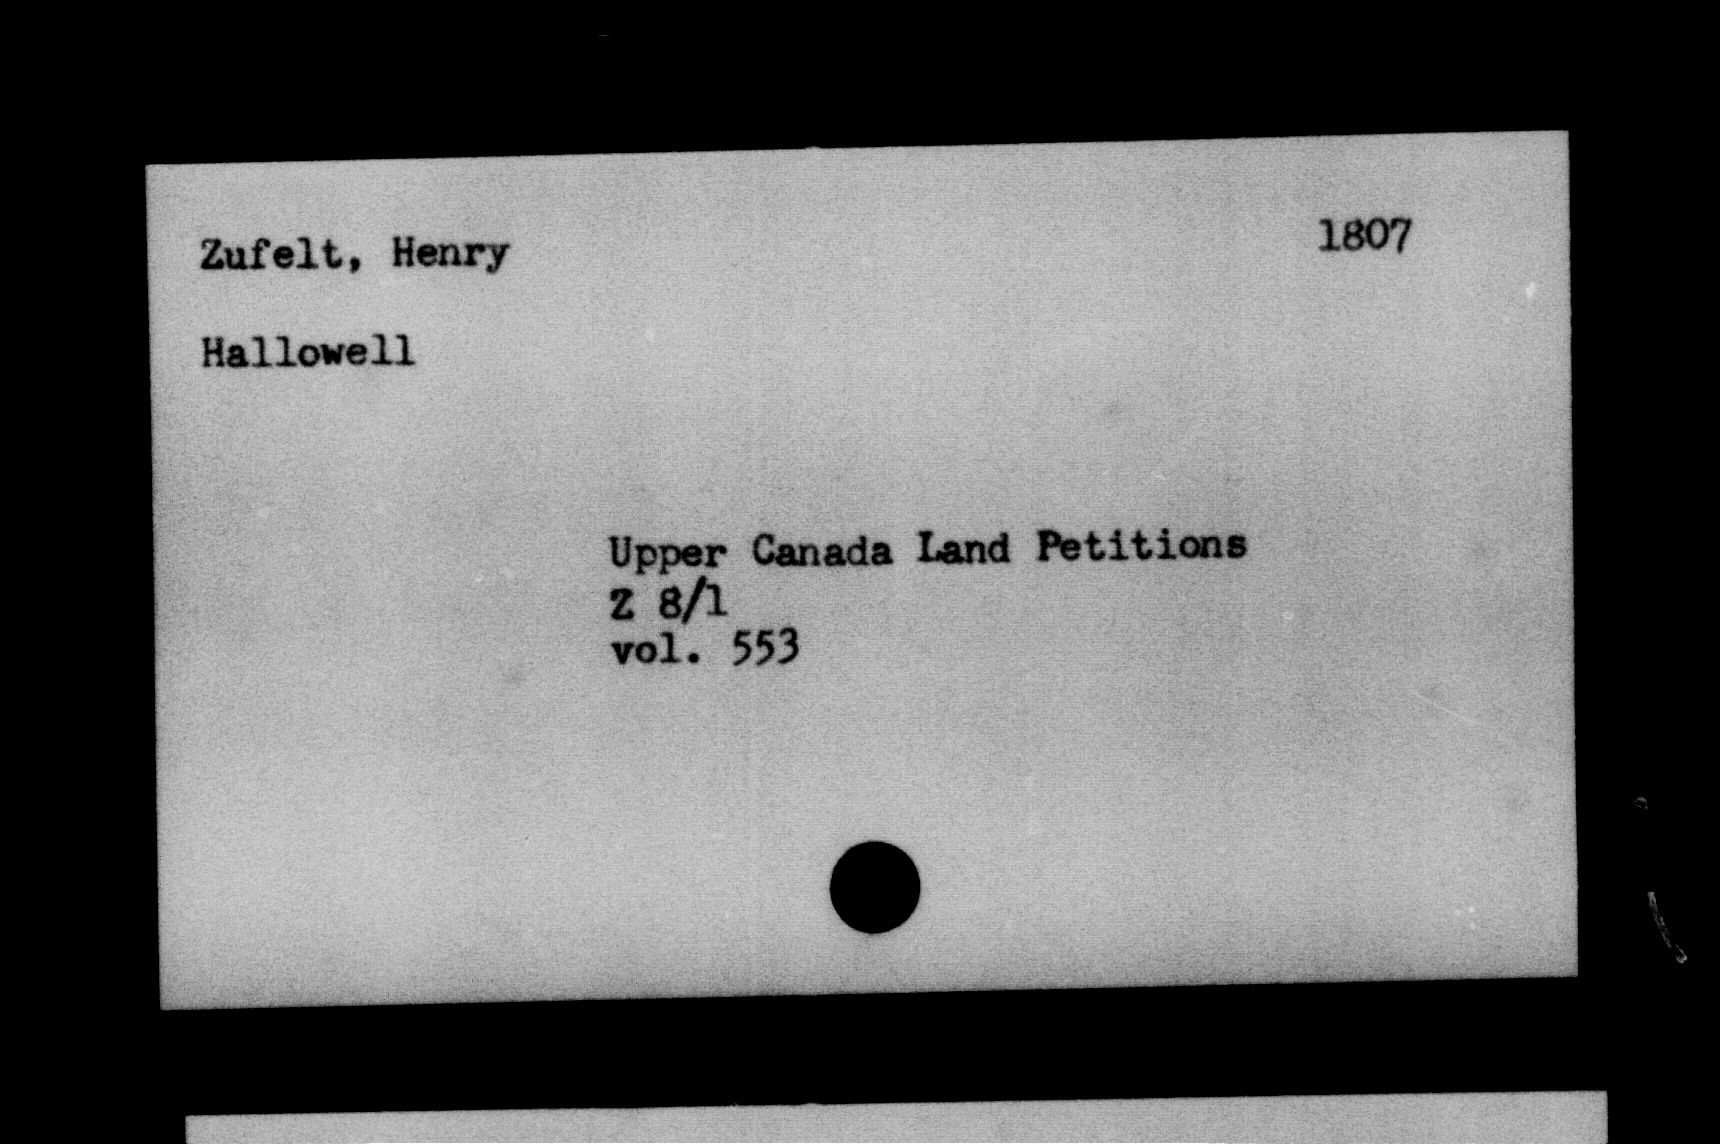 Zufelt, Henry 1807
Hallowell
Upper Canada Land Petitions
Z 8/1
vol. 553